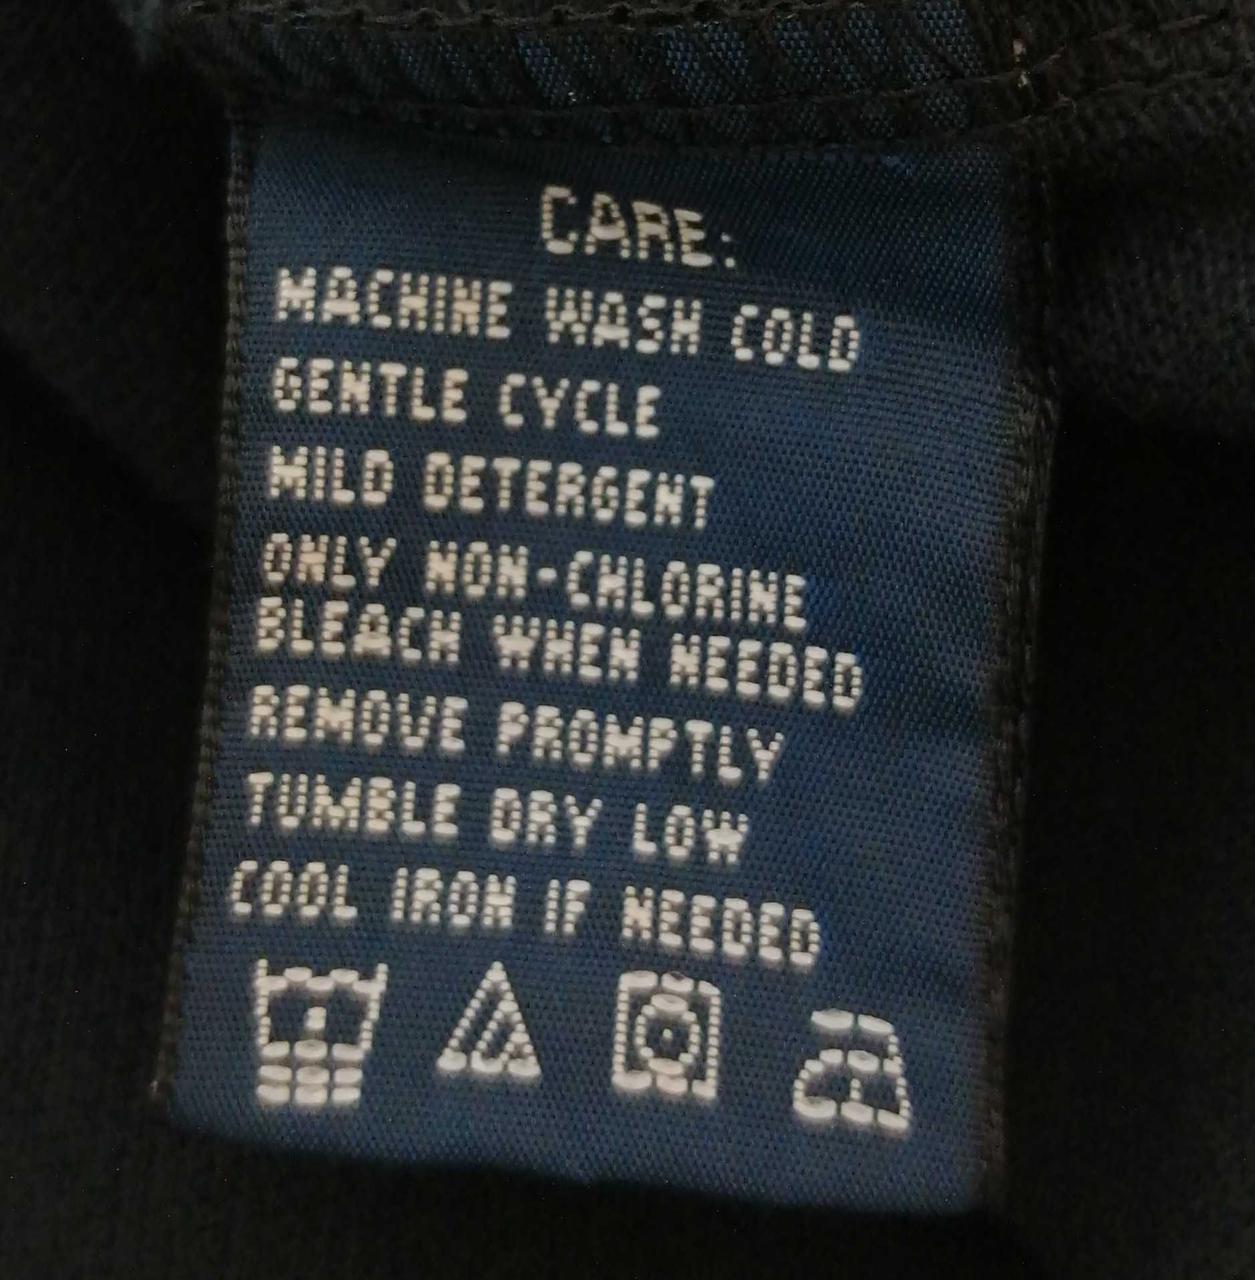 CARE:
MACHINE WASH COLD
GENTLE CYCLE
MILD DETERGENT
ONLY NON-CHLORINE
BLEACH WHEN NEEDED
REMOVE PROMPTLY
TUMBLE DRY LOW
COOL IRON IF NEEDED